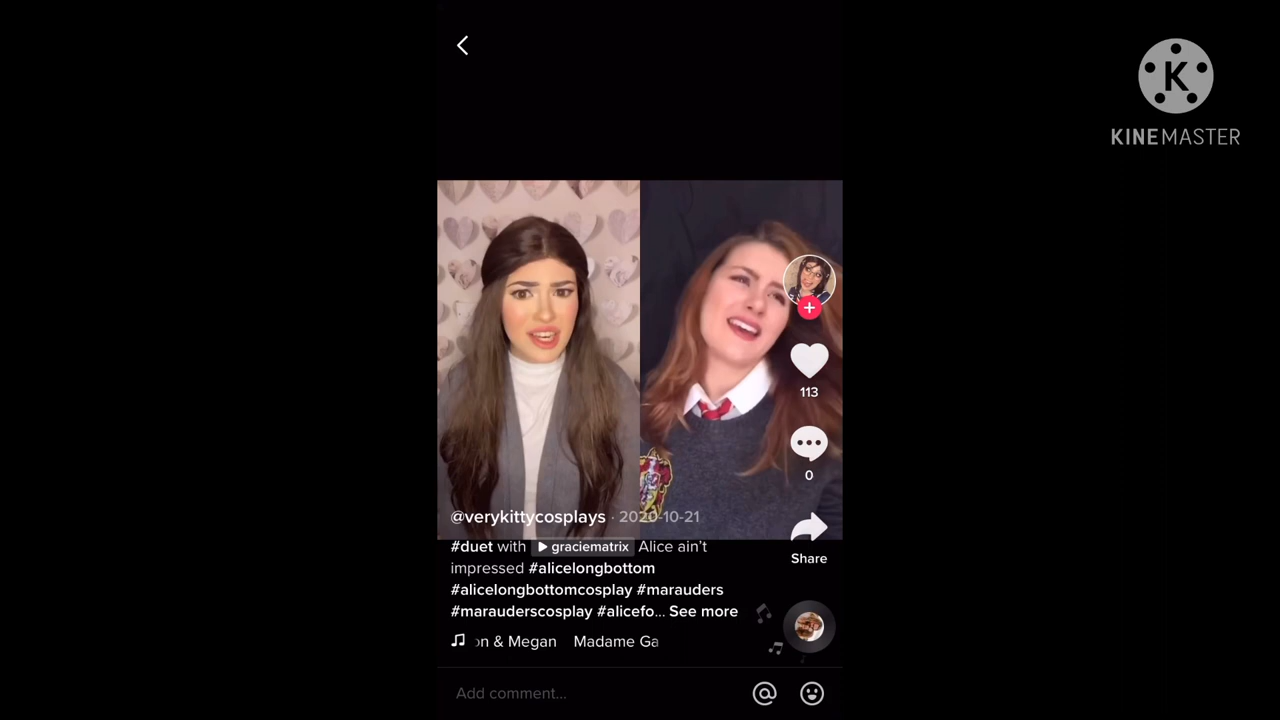 KINEMASTER
113
0
@verykittycosplays · 2020-10-21
#duet with graciematrix Alice ain't
impressed #alicelongbottom
#alicelongbottomcosplay #marauders
#marauderscosplay #alicefo... See more
Share
on & Megan Madame Ga
Add comment...